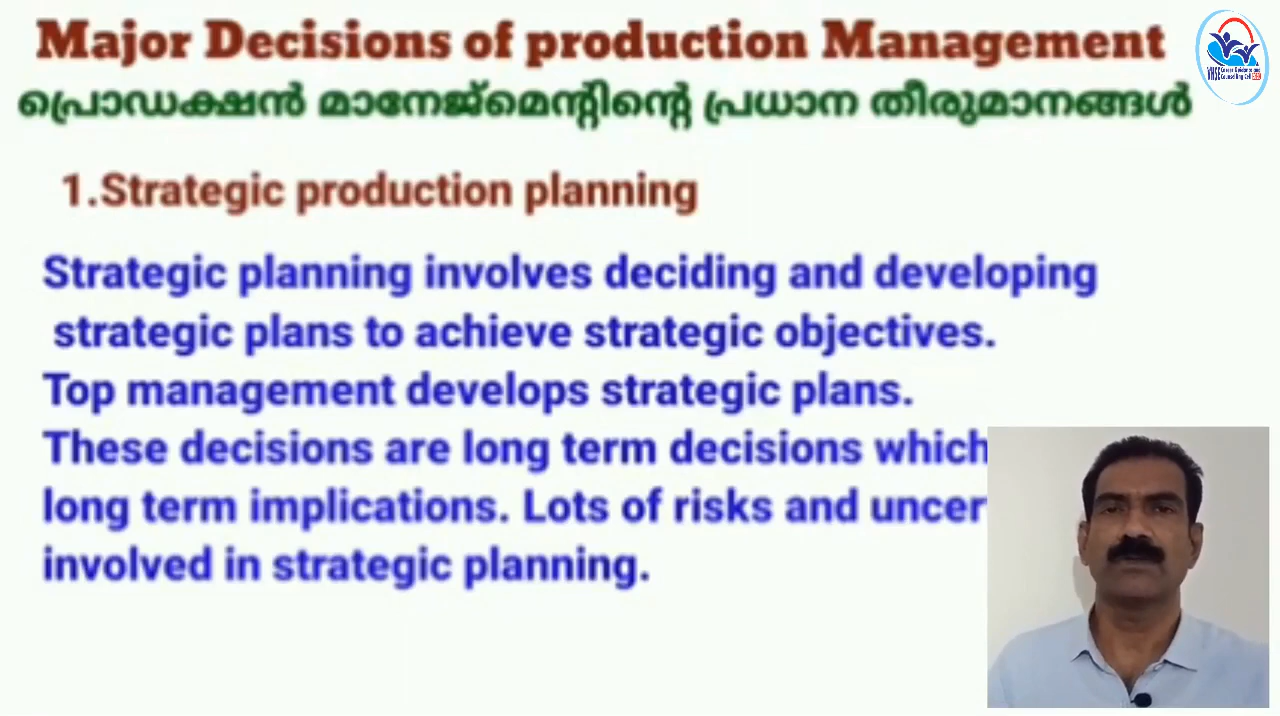 Major Decisions of production Management
പ്രൊഡക്ഷൻ മാനേജ്മെന്റിന്റെ പ്രധാന തീരുമാനങ്ങൾ
1.Strategic production planning
Strategic planning involves deciding and developing
strategic plans to achieve strategic objectives.
Top management develops strategic plans.
These decisions are long term decisions which
long term implications. Lots of risks and uncer
involved in strategic planning.